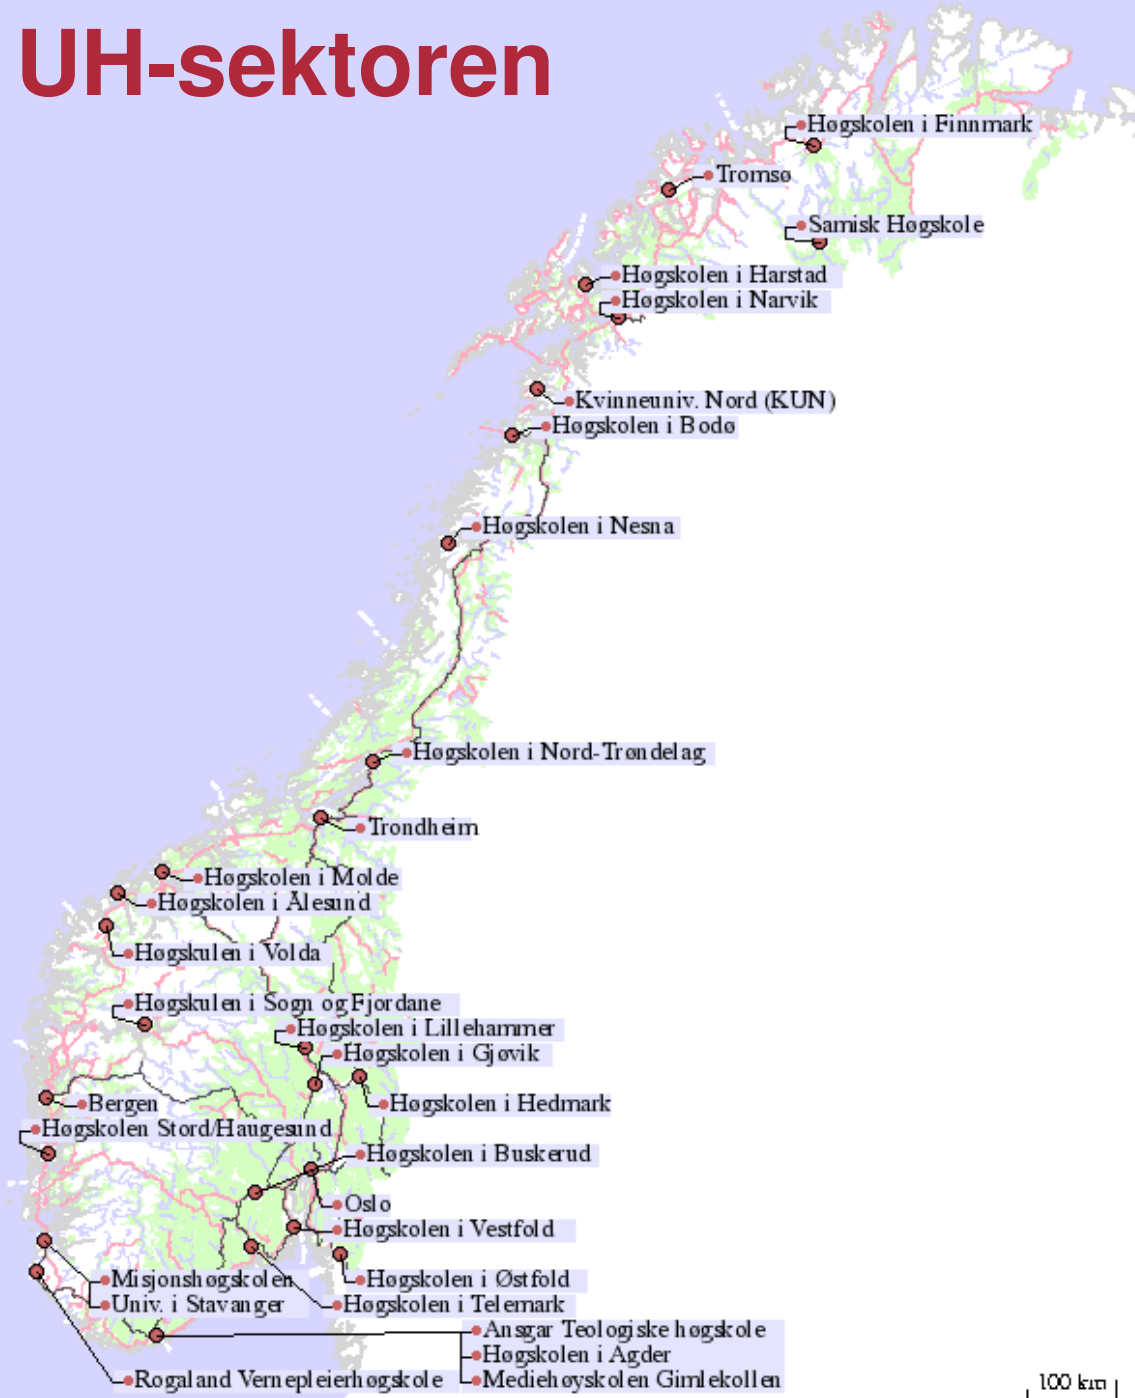 UH-sektoren
Høgskolen i Finnmark
Tromsø
Samisk Høgskole
Høgskolen i Harstad
Høgskolen i Narvik
Kvinneuniv. Nord (KUN)
Høgskolen i Bodø
Høgskolen i Nesna
Høgskolen i Nord-Trøndelag
Trondheim
Høgskolen i Molde
Høgskolen i Ålesund
Høgskulen i Volda
Høgskulen i Sogn og Fjordane
Høgskolen i Lillehammer
Høgskolen i Gjøvik
Bergen
Høgskolen i Hedmark
Høgskolen Stord/Haugesund
Høgskolen i Buskerud
Oslo
Høgskolen i Vestfold
Misjonshøgskolen
Høgskolen i Østfold
Univ. i Stavanger
Høgskolen i Telemark
Ansgar Teologiske høgskole
Høgskolen i Agder
Rogaland Vernepleierhøgskole
Mediehøyskolen Gimlekollen
100 km